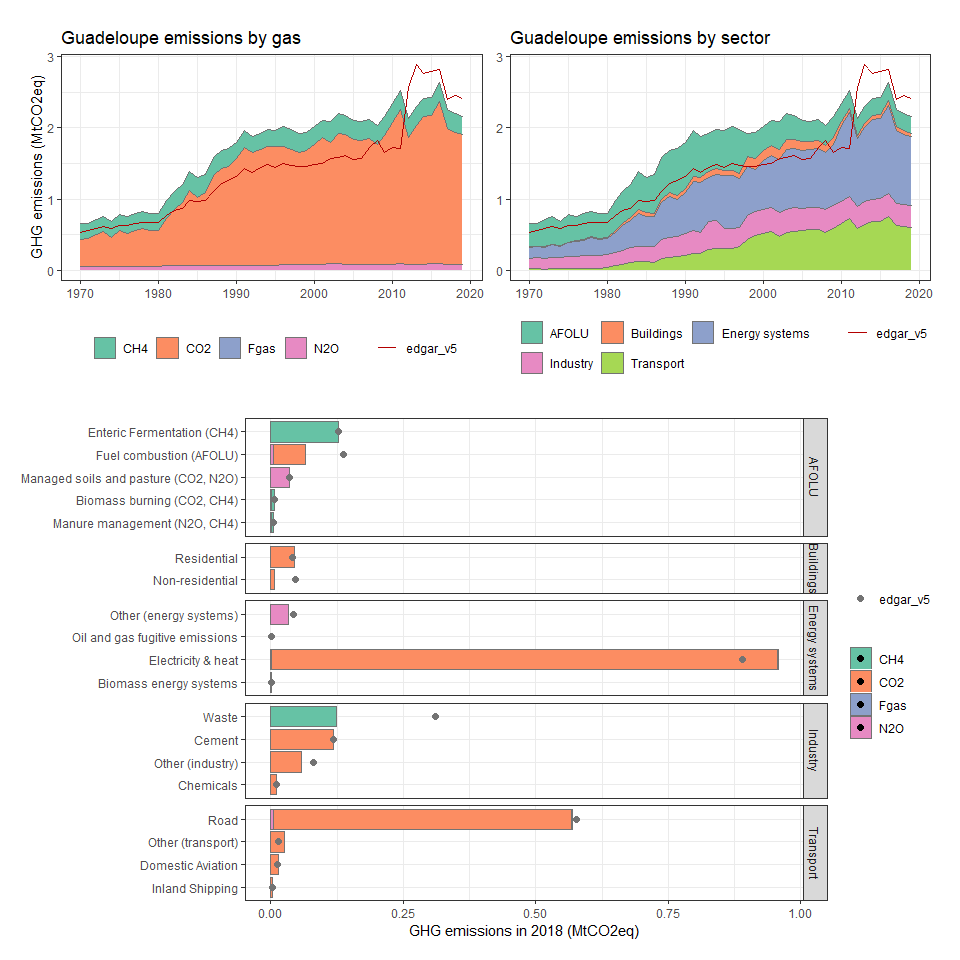 Guadeloupe emissions by gas
GHG emissions (MtCO2eq)
3
2
1
0
1970 1980 1990 2000 2010 2020
CH4 CO2 Fgas N2O edgar_v5
Guadeloupe emissions by sector
3
2
1
0
1970 1980 1990 2000 2010 2020
AFOLU Buildings Energy systems edgar_v5
Industry Transport
Enteric Fermentation (CH4)
Fuel combustion (AFOLU)
Managed soils and pasture (CO2, N2O)
Biomass burning (CO2, CH4)
Manure management (N2O, CH4)
AFOLU
Residential
Non-residential
Buildings
Other (energy systems)
Oil and gas fugitive emissions
Electricity & heat
Biomass energy systems
Energy systems
Waste
Cement
Other (industry)
Chemicals
Industry
Road
Other (transport)
Domestic Aviation
Inland Shipping
Transport
0.00 0.25 0.50 0.75 1.00
GHG emissions in 2018 (MtCO2eq)
edgar_v5
CH4
CO2
Fgas
N2O